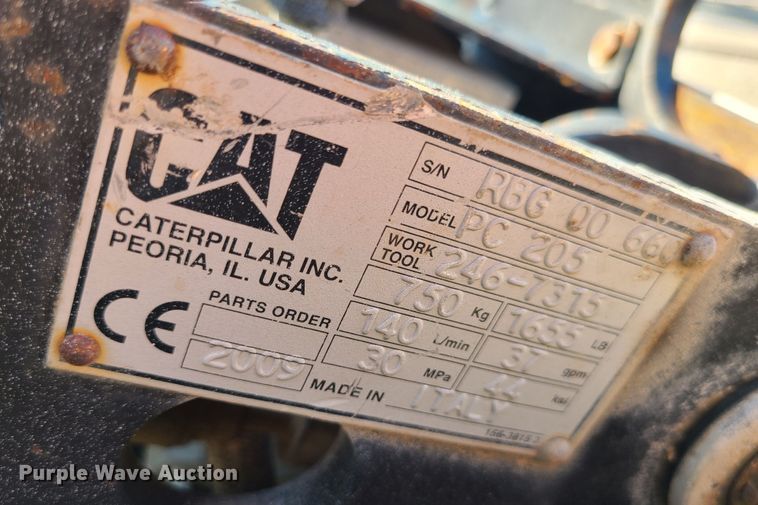 CAT
CATERPILLAR INC.
PEORIA, IL. USA
CE
PARTS ORDER
2009
S/N RBG 00 660
MODEL PC 205
WORK TOOL 246-7315
750 Kg 1655 LB
140 L/min 37 gpm
30 MPa 44 ksi
MADE IN ITALY
Purple Wave Auction